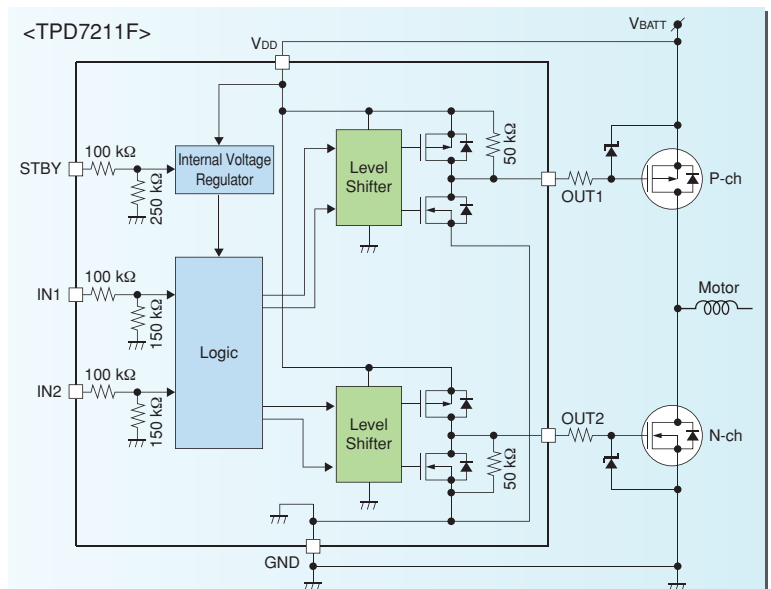 <TPD7211F>
VBATT
VDD
100 kΩ
STBY
250 kΩ
Internal Voltage
Regulator
Level
Shifter
50 kΩ
OUT1
P-ch
100 kΩ
IN1
150 kΩ
Logic
Motor
100 kΩ
IN2
150 kΩ
Level
Shifter
50 kΩ
OUT2
N-ch
GND